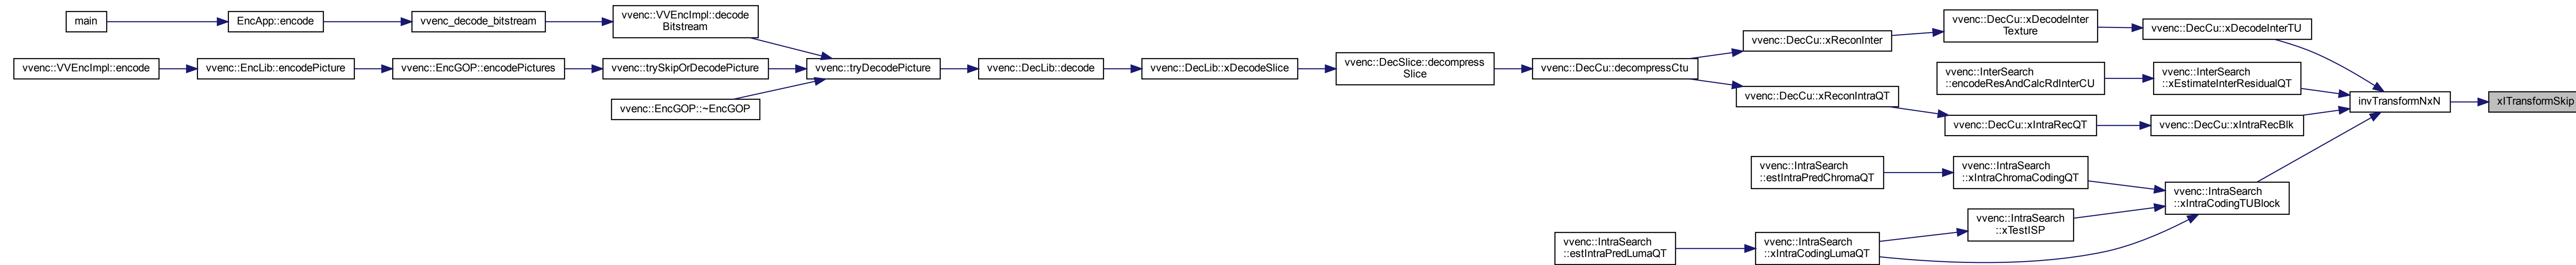 main
EncApp::encode
vvenc_decode_bitstream
vvenc::VVEncImpl::decode
Bitstream
vvenc::VVEncImpl::encode
vvenc::EncLib::encodePicture
vvenc::EncGOP::encodePictures
vvenc::trySkipOrDecodePicture
vvenc::EncGOP::~EncGOP
vvenc::tryDecodePicture
vvenc::DecLib::decode
vvenc::DecLib::xDecodeSlice
vvenc::DecSlice::decompress
Slice
vvenc::DecCu::decompressCtu
vvenc::DecCu::xReconInter
vvenc::DecCu::xDecodeInter
Texture
vvenc::DecCu::xDecodeInterTU
vvenc::InterSearch
::encodeResAndCalcRdInterCU
vvenc::InterSearch
::xEstimateInterResidualQT
vvenc::DecCu::xReconIntraQT
vvenc::DecCu::xIntraRecQT
vvenc::DecCu::xIntraRecBlk
invTransformNxN
xITransformSkip
vvenc::IntraSearch
::estIntraPredChromaQT
vvenc::IntraSearch
::xIntraChromaCodingQT
vvenc::IntraSearch
::xIntraCodingTUBlock
vvenc::IntraSearch
::xTestISP
vvenc::IntraSearch
::estIntraPredLumaQT
vvenc::IntraSearch
::xIntraCodingLumaQT